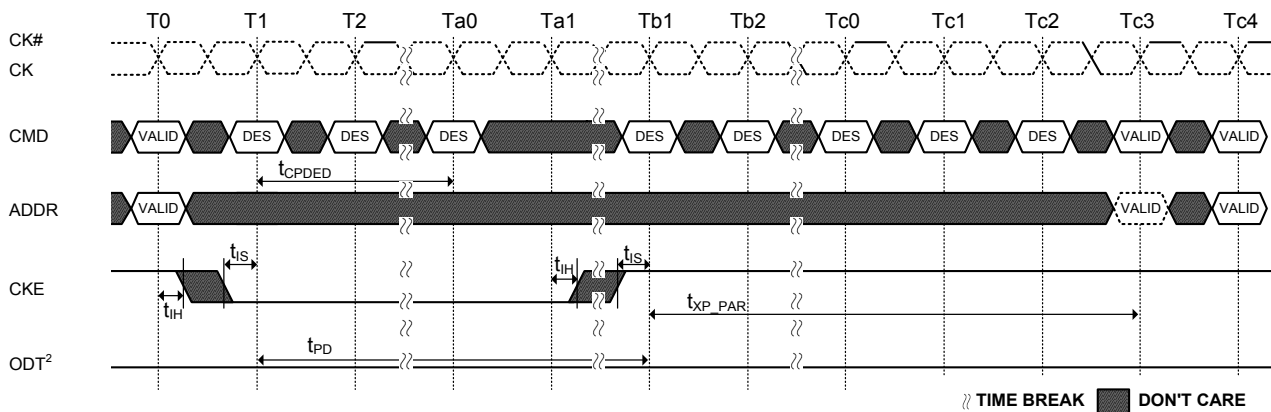 T0 T1 T2 Ta0 Ta1 Tb1 Tb2 Tc0 Tc1 Tc2 Tc3 Tc4
CK#
CK
CMD VALID DES DES DES DES DES DES DES DES VALID VALID
tCPDED
ADDR VALID VALID VALID
tIS tIH tIS
CKE
tIH tXP_PAR
tPD
ODT2
TIME BREAK DON'T CARE